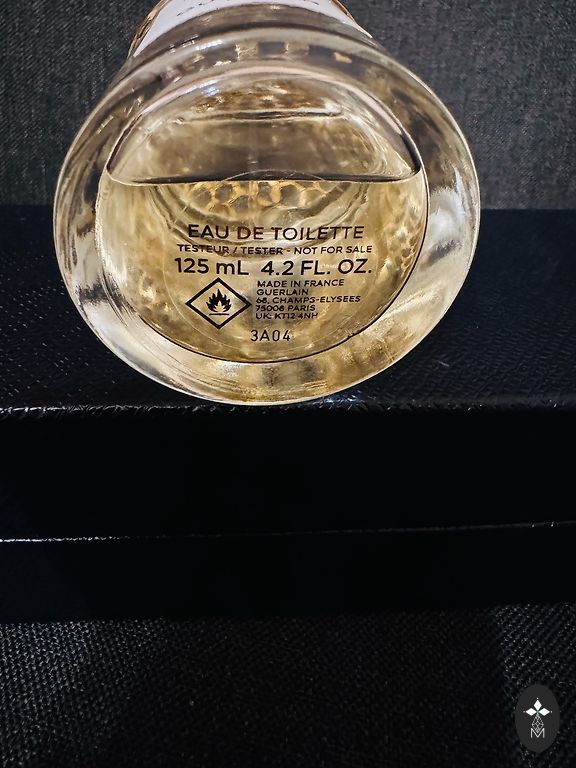 EAU DE TOILETTE
TESTEUR / TESTER - NOT FOR SALE
125 mL 4.2 FL. OZ.
MADE IN FRANCE
GUERLAIN
68, CHAMPS-ELYSEES
75008 PARIS
UK: KT12 4NH
3A04
M